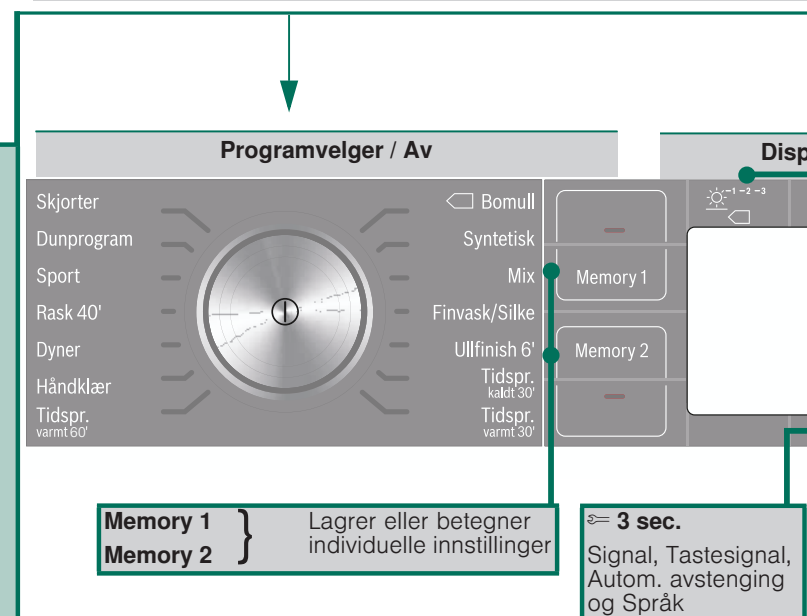 Programvelger / Av
Disp
Skjorter
Dunprogram
Sport
Rask 40'
Dyner
Håndklær
Tidspr.
varmt 60'
Bomull
Syntetisk
Mix
Finvask/Silke
Ullfinish 6'
Tidspr.
kaldt 30'
Tidspr.
varmt 30'
Memory 1
Memory 2
1 2 3
Memory 1
Memory 2
Lagrer eller betegner
individuelle innstillinger
3 sec.
Signal, Tastesignal,
Autom. avstenging
og Språk